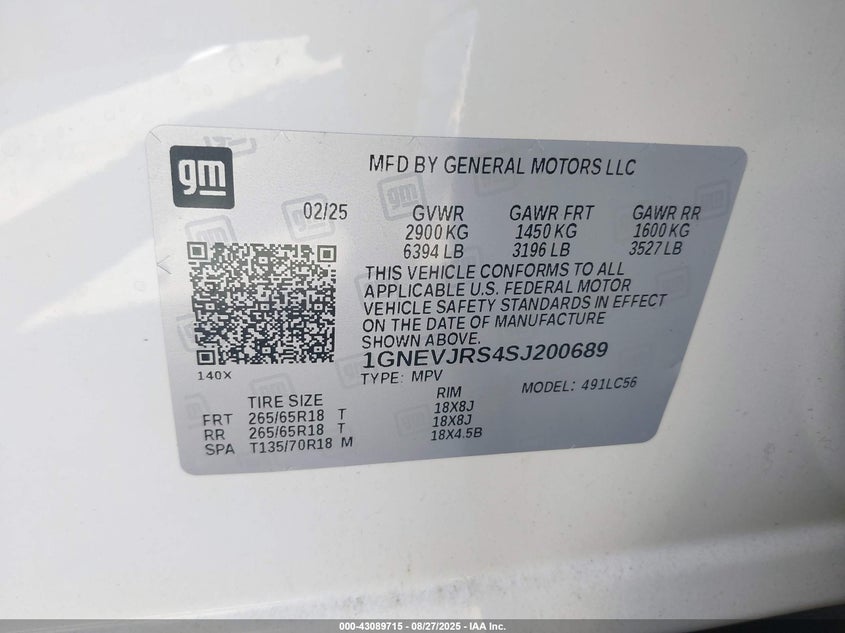 gm
MFD BY GENERAL MOTORS LLC
02/25 GVWR GAWR FRT GAWR RR
2900 KG 1450 KG 1600 KG
6394 LB 3196 LB 3527 LB
THIS VEHICLE CONFORMS TO ALL
APPLICABLE U.S. FEDERAL MOTOR
VEHICLE SAFETY STANDARDS IN EFFECT
ON THE DATE OF MANUFACTURE
SHOWN ABOVE.
1GNEVJRS4SJ200689
140X
TYPE: MPV MODEL: 491LC56
TIRE SIZE RIM
FRT 265/65R18 T 18X8J
RR 265/65R18 T 18X8J
SPA T135/70R18 M 18X4.5B
000-43089715 - 08/27/2025 - IAA Inc.